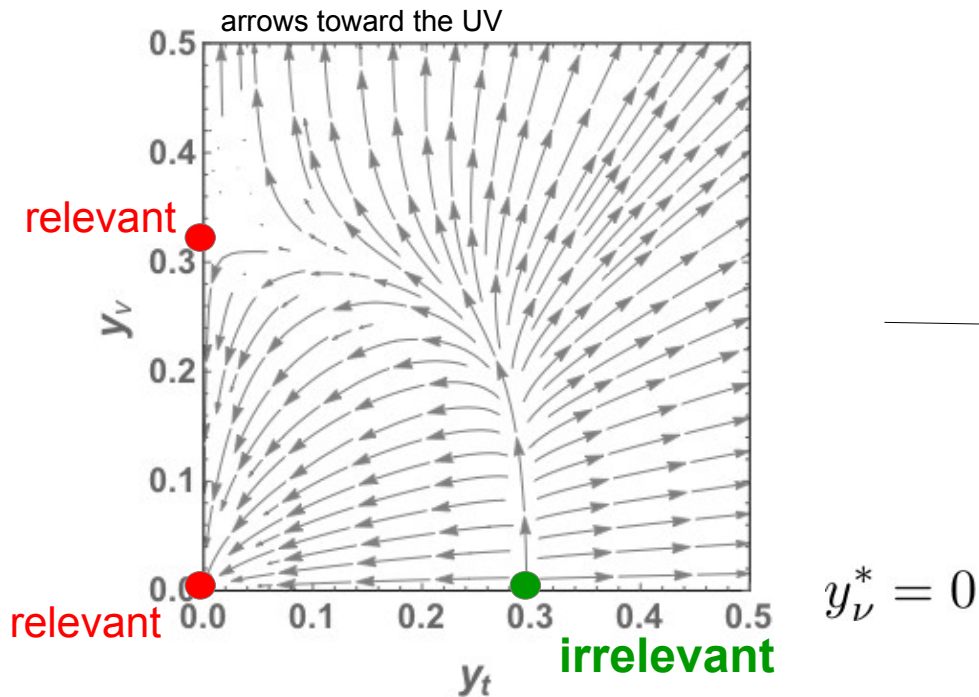 arrows toward the UV
0.5
0.4
relevant
0.3
y_ν
0.2
0.1
0.0
relevant
0.0 0.1 0.2 0.3 0.4 0.5
y_ν^* = 0
irrelevant
y_t